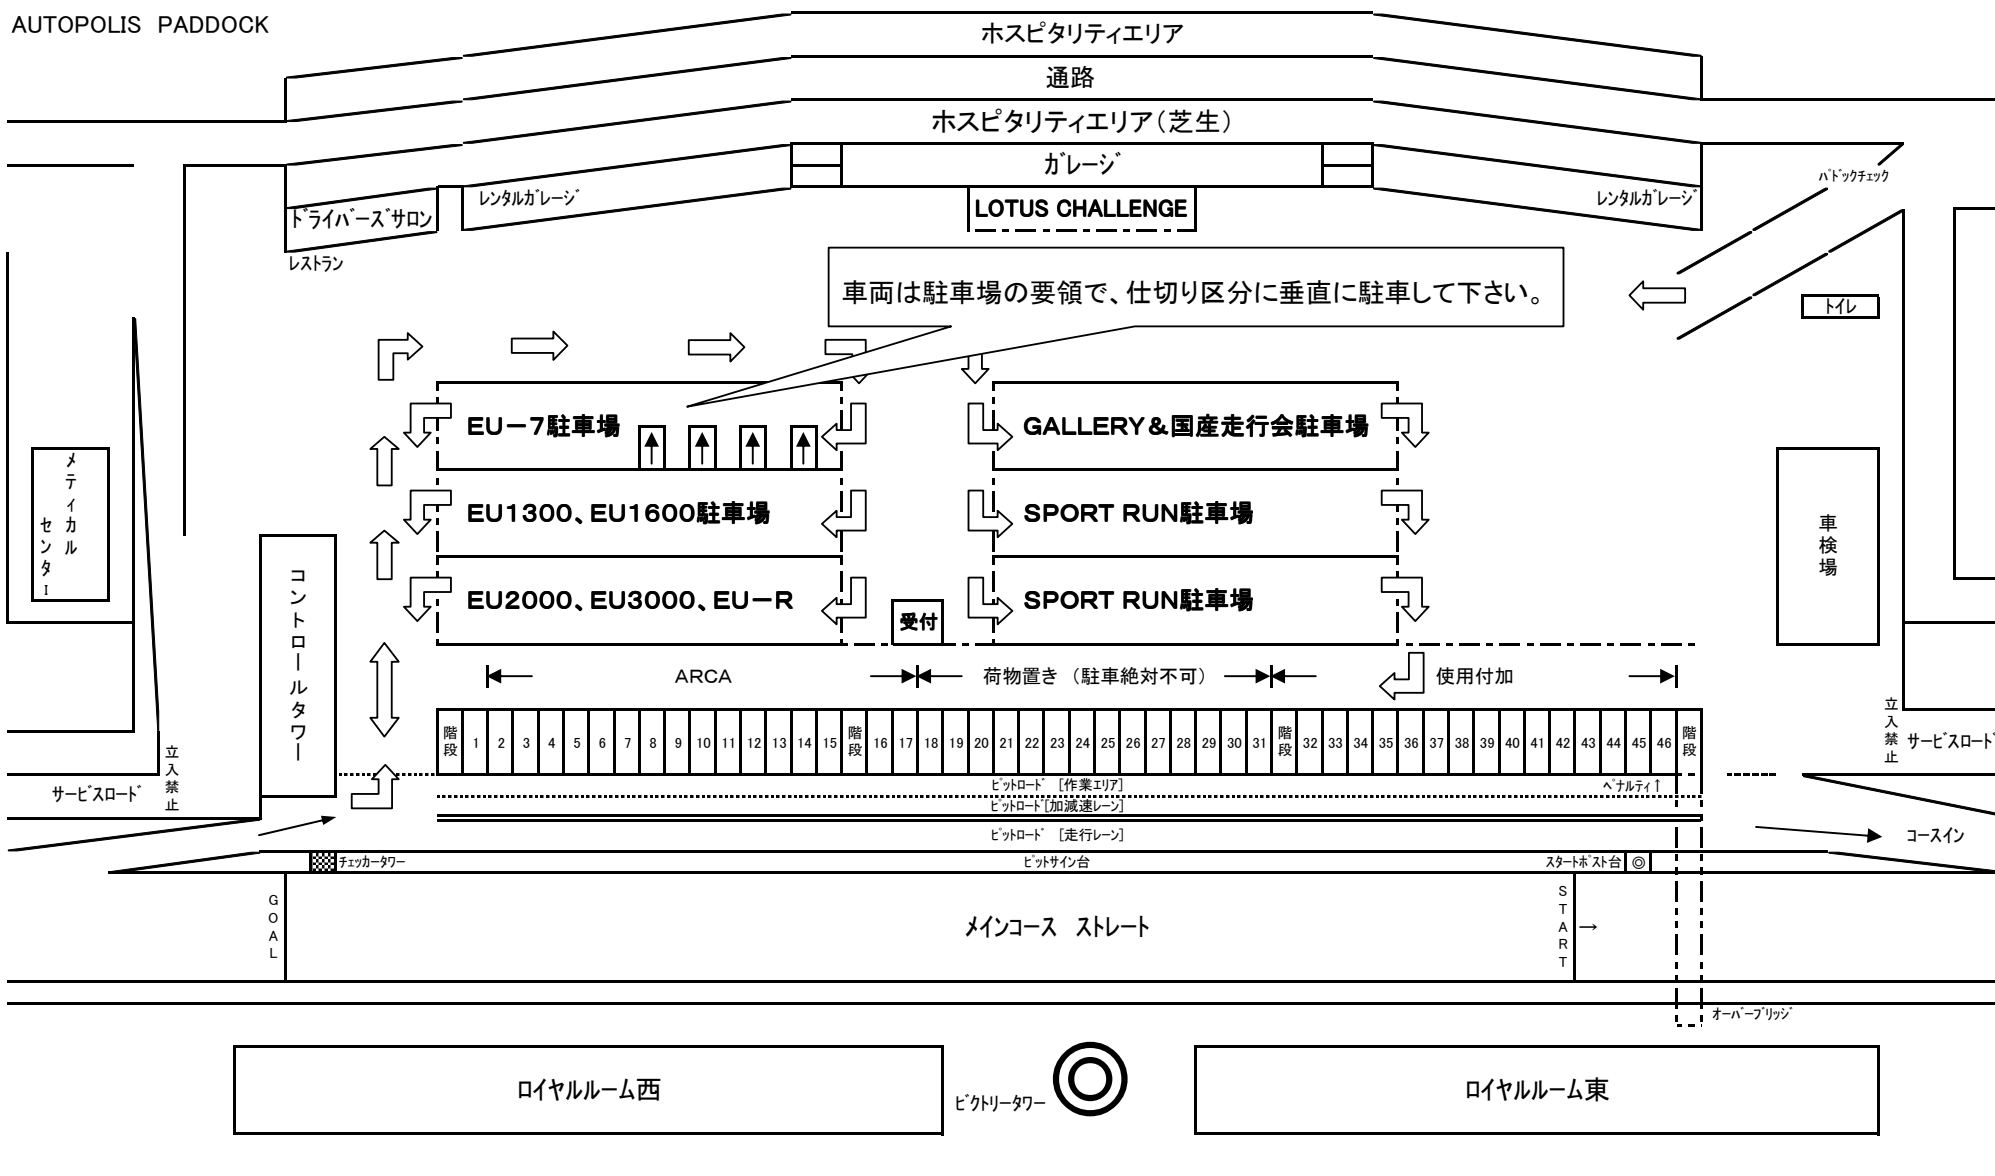 AUTOPOLIS PADDOCK
ホスピタリティエリア
通路
ホスピタリティエリア（芝生）
ガレージ
パドックチェック
レンタルガレージ
レンタルガレージ
LOTUS CHALLENGE
ドライバーズサロン
レストラン
車両は駐車場の要領で、仕切り区分に垂直に駐車して下さい。
トイレ
EU－7駐車場
GALLERY＆国産走行会駐車場
メティカル
センタｰ
EU1300、EU1600駐車場
SPORT RUN駐車場
車検場
コントロールタワー
EU2000、EU3000、EU－R
受付
SPORT RUN駐車場
ARCA
荷物置き （駐車絶対不可）
使用付加
階段 1 2 3 4 5 6 7 8 9 10 11 12 13 14 15 階段 16 17 18 19 20 21 22 23 24 25 26 27 28 29 30 31 階段 32 33 34 35 36 37 38 39 40 41 42 43 44 45 46 階段
立入禁止
サービスロード
立入禁止
サービスロード
ピットロード [作業エリア]
ペナルティ↑
ピットロード[加減速レーン]
ピットロード [走行レーン]
コースイン
チェッカータワー
ピットサイン台
スタートポスト台 ◎
GOAL
メインコース ストレート
START
→
オーバーブリッジ
ロイヤルルーム西
ビクトリータワー
ロイヤルルーム東